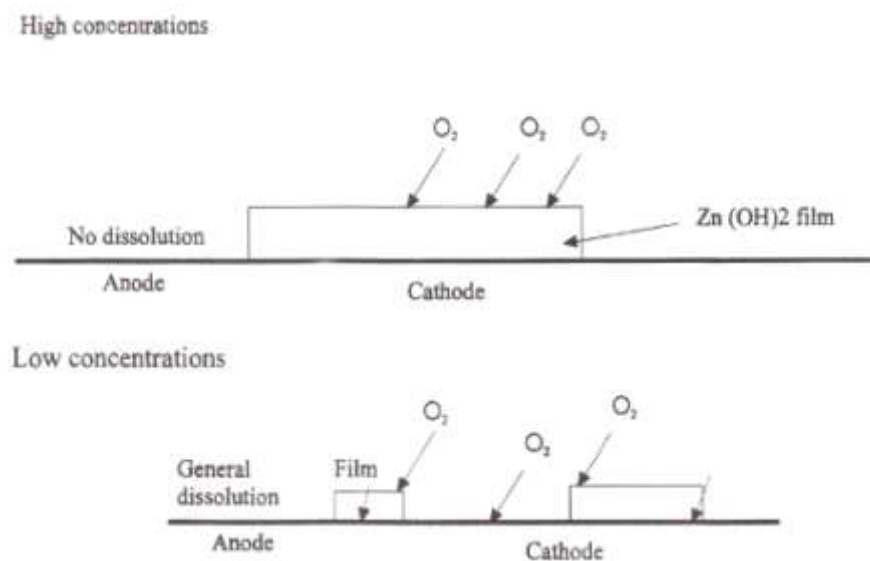 High concentrations
O₂ O₂ O₂
Zn (OH)2 film
No dissolution
Anode
Cathode
Low concentrations
O₂ O₂ O₂
General
dissolution
Film
Anode
Cathode